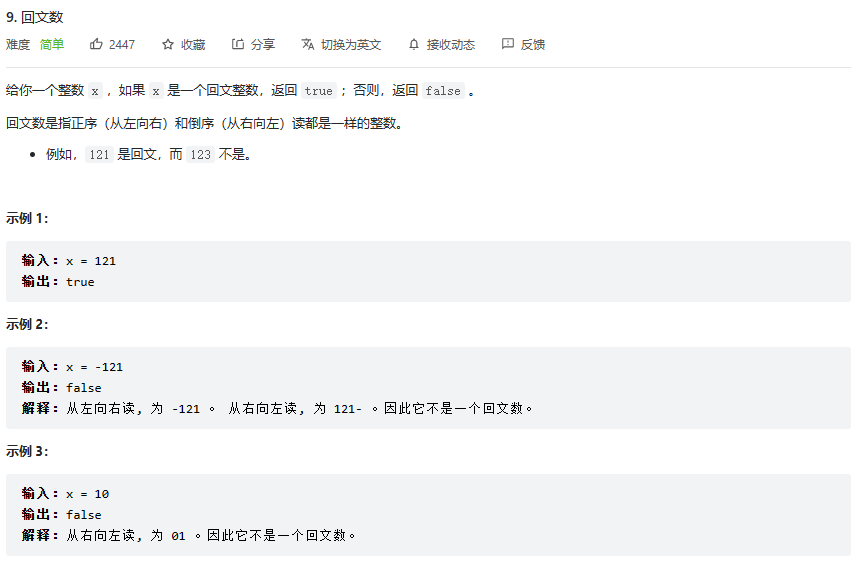 9. 回文数
难度 简单 2447 收藏 分享 切换为英文 接收动态 反馈
给你一个整数 x ，如果 x 是一个回文整数，返回 true ；否则，返回 false 。
回文数是指正序（从左向右）和倒序（从右向左）读都是一样的整数。
• 例如，121 是回文，而 123 不是。
示例 1：
输入：x = 121
输出：true
示例 2：
输入：x = -121
输出：false
解释：从左向右读, 为 -121 。 从右向左读, 为 121- 。因此它不是一个回文数。
示例 3：
输入：x = 10
输出：false
解释：从右向左读, 为 01 。因此它不是一个回文数。